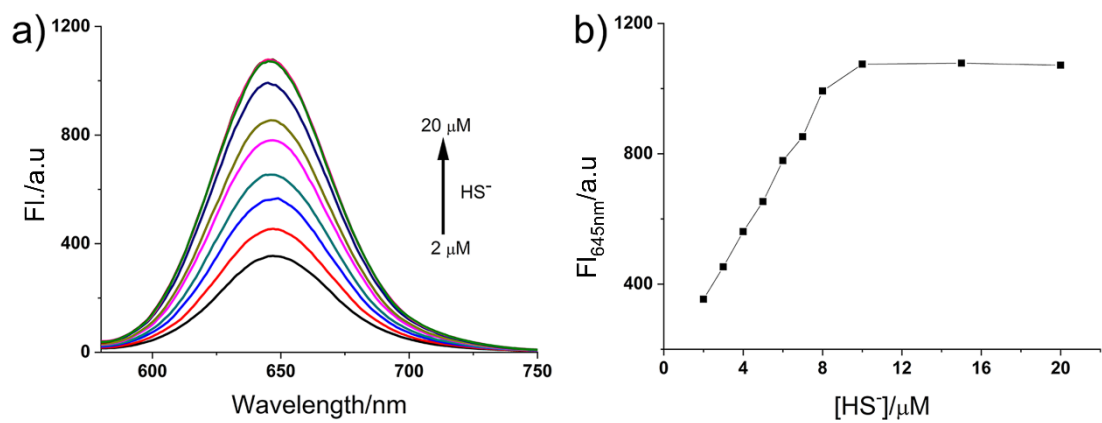 a)
1200
800
400
0
Fl./a.u
600
650
700
750
Wavelength/nm
20 μM
HS⁻
2 μM
b)
1200
800
400
Fl₆₄₅ₙₘ/a.u
0
4
8
12
16
20
[HS⁻]/μM